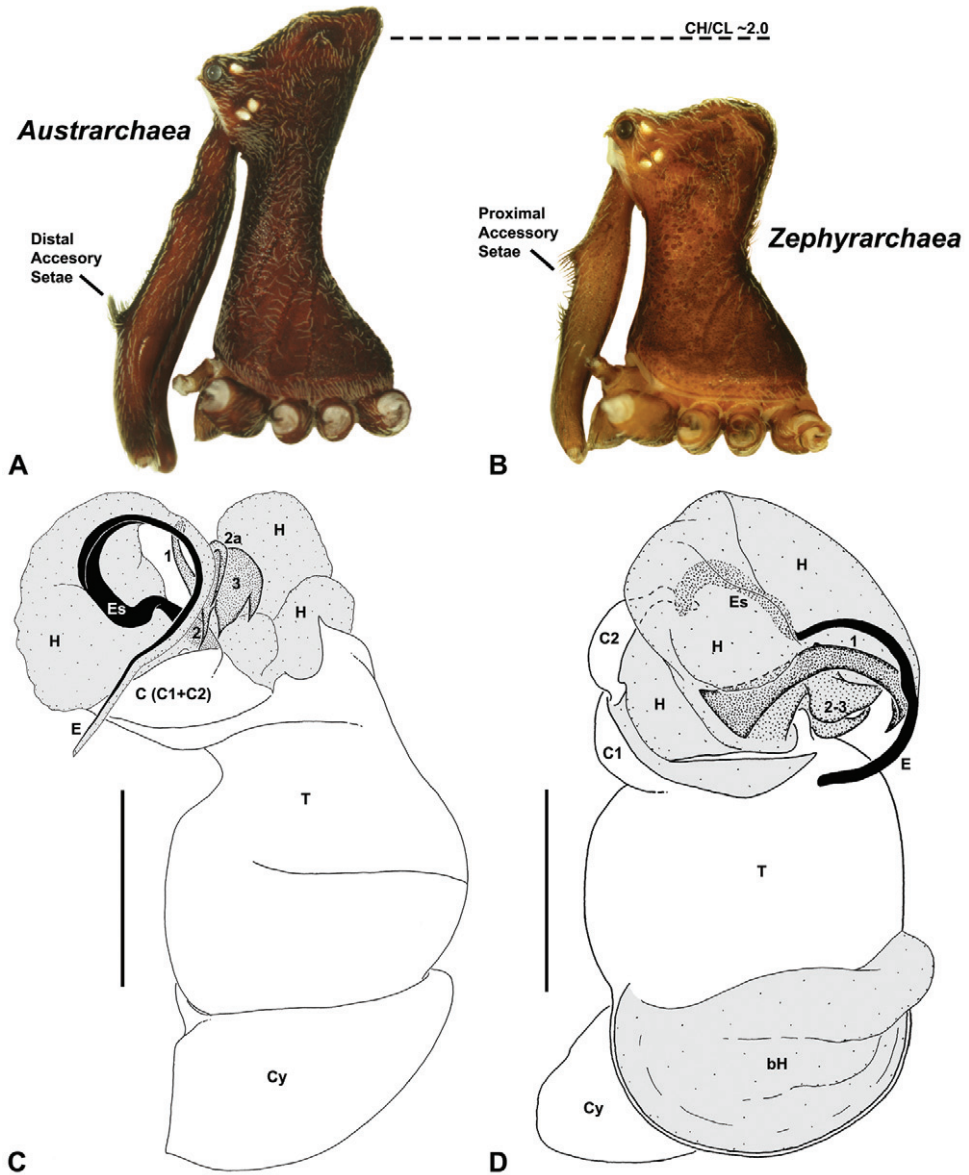 CH/CL ~2.0
Austrarchaea
Distal
Accesory
Setae
Proximal
Accessory
Setae
Zephyrarchaea
A
B
H
1
2a
H
3
Es
H
2
H
C (C1+C2)
E
T
Cy
C
H
Es
C2
H
1
H
2-3
C1
E
T
bH
Cy
D